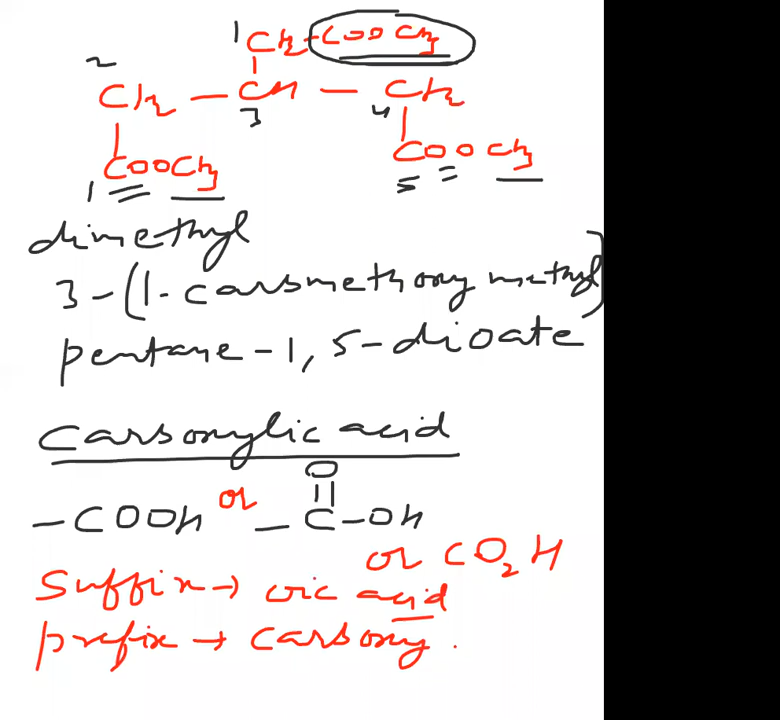 1 CH2-COOCH3
2 CH2 — CH — CH2
3 4
COOCH3 COOCH3
1 5
dimethyl
3-(1-carbmethoxy methyl)
pentane-1, 5-dioate
Carboxylic acid
-COOH or -C-OH
O
or CO2H
Suffix → oic acid
prefix → carboxy.